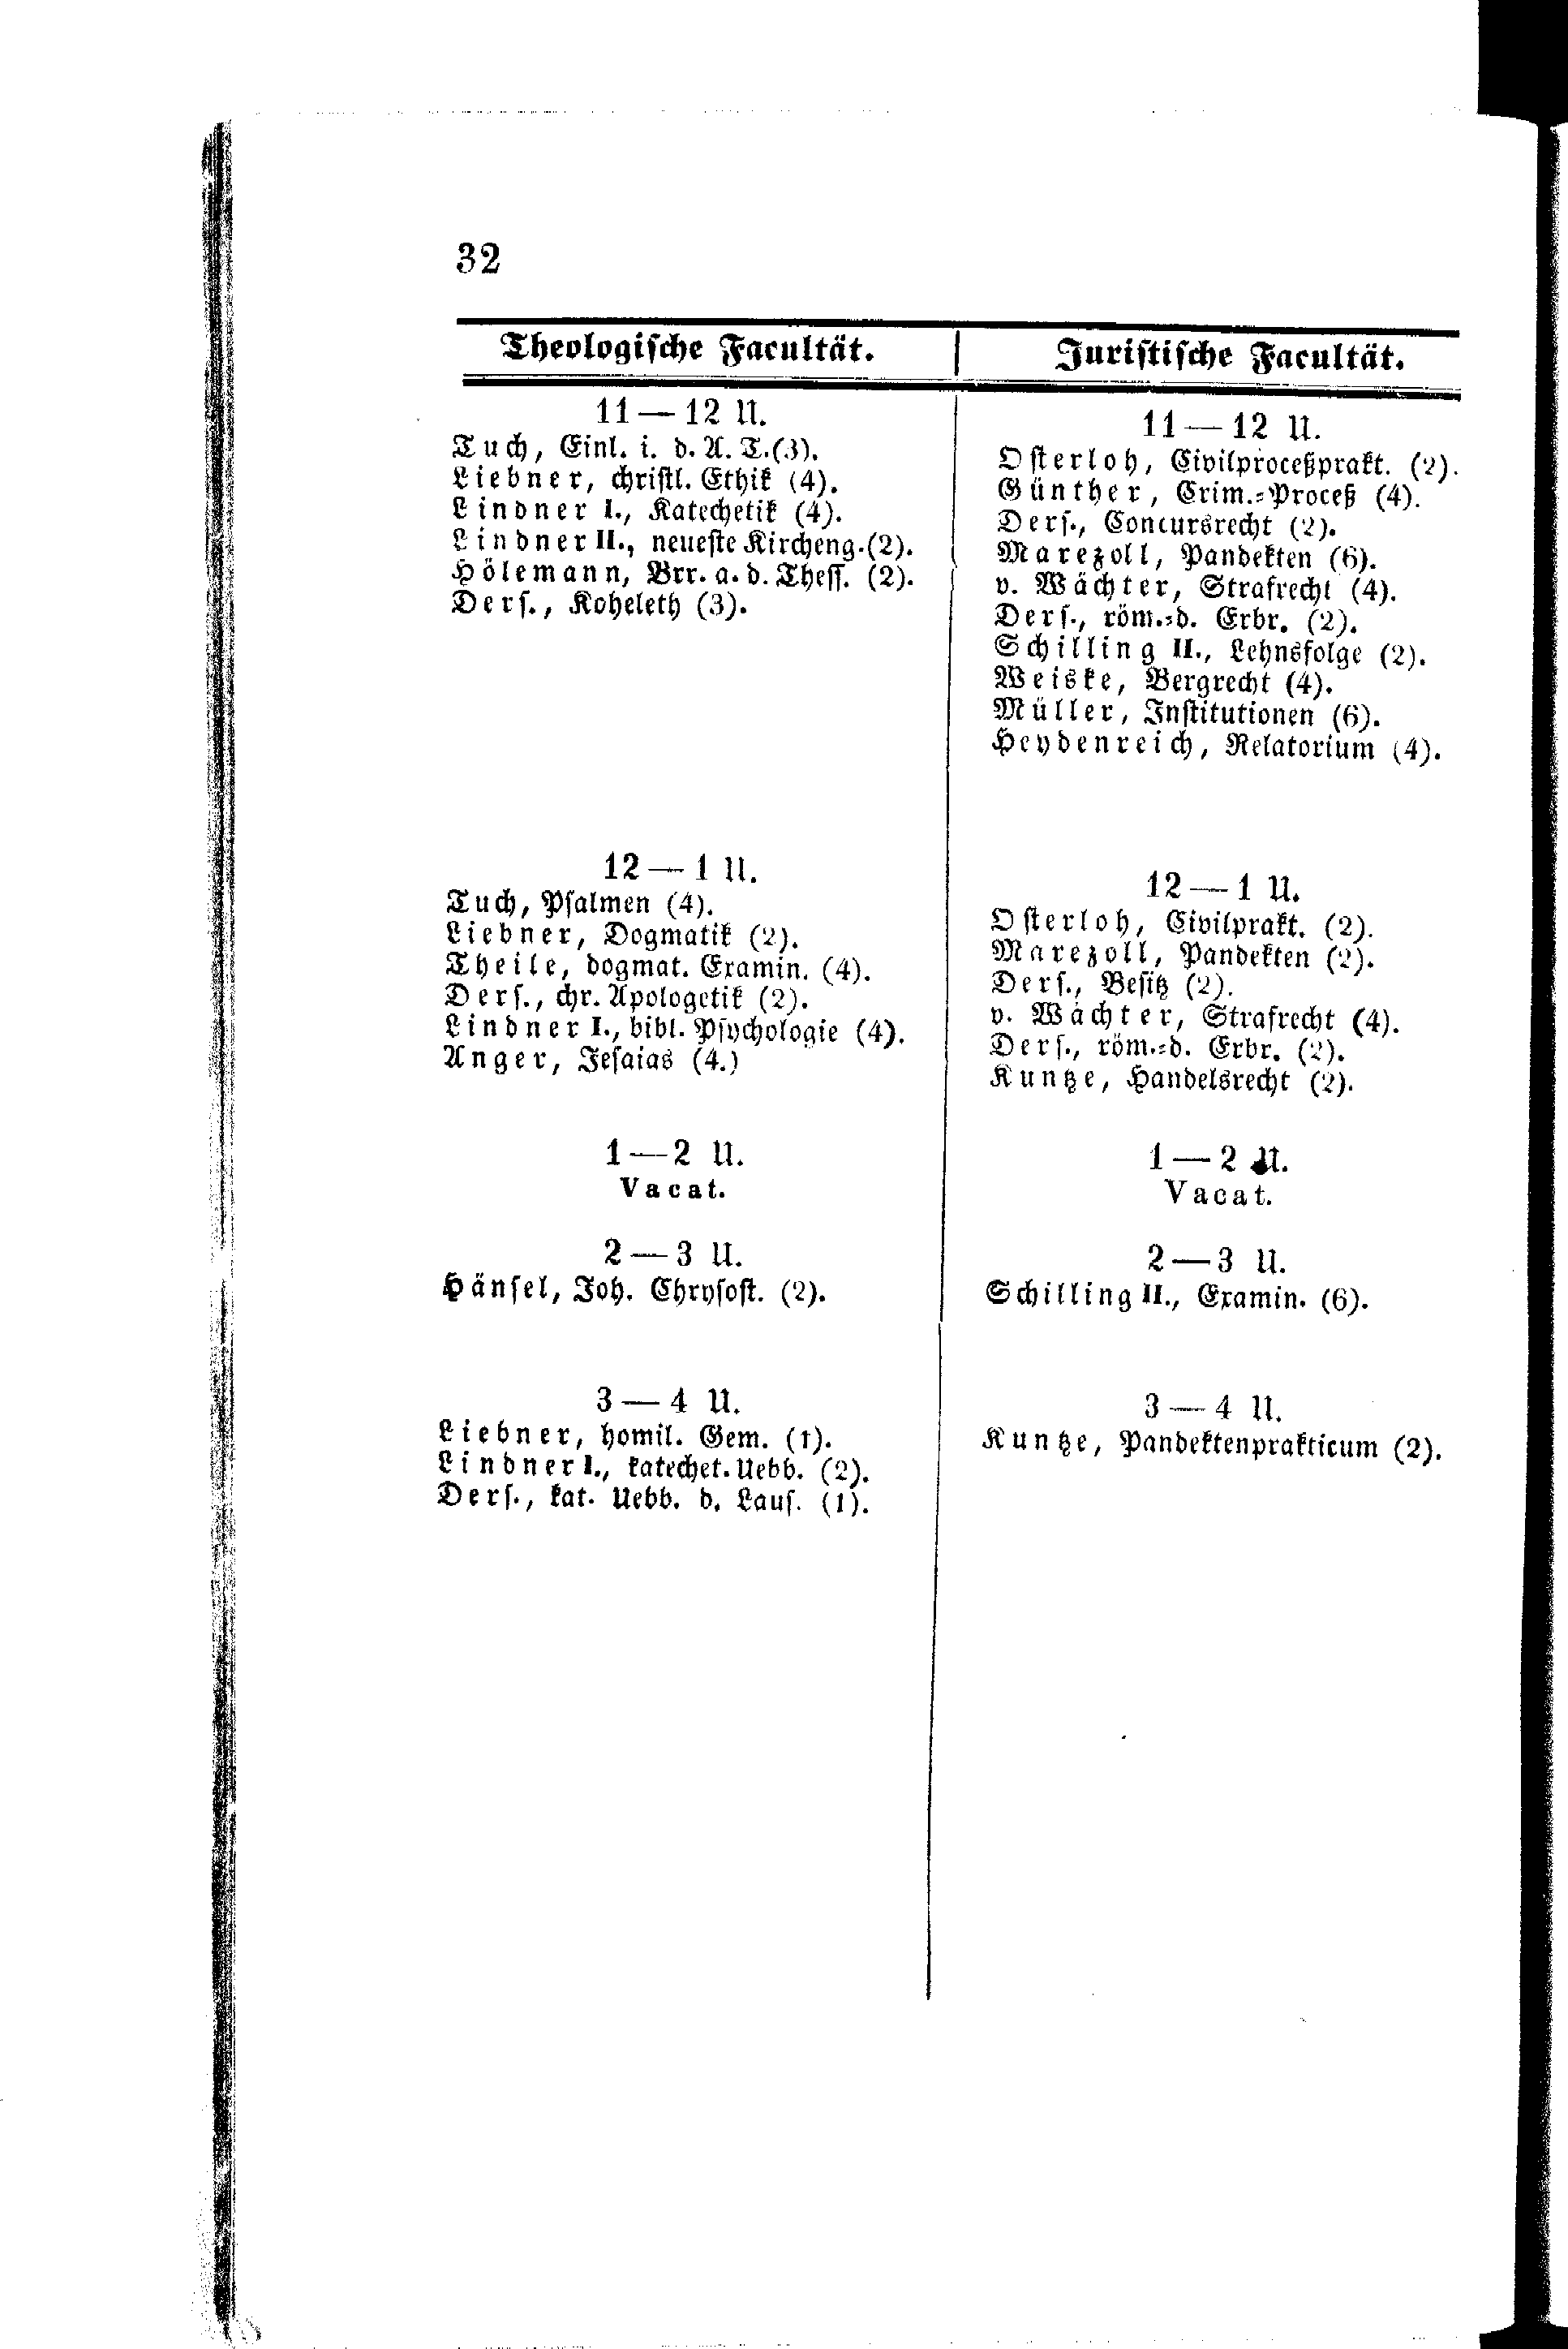 32
Theologische Facultät.
11 — 12 U.
Tuch, Einl. i. d. A. T. (3).
Liebner, christl. Ethik (4).
Lindner I., Katechetik (4).
Lindner II., neueste Kircheng. (2).
Hölemann, Brr. a. d. Thess. (2).
Ders., Koheleth (3).
12 — 1 U.
Tuch, Psalmen (4).
Liebner, Dogmatik (2).
Theile, dogmat. Examin. (4).
Ders., chr. Apologetik (2).
Lindner I., bibl. Psychologie (4).
Anger, Jesaias (4.)
1 — 2 U.
Vacat.
2 — 3 U.
Hänsel, Joh. Chrysost. (2).
3 — 4 U.
Liebner, homil. Gem. (1).
Lindner I., katechet. Uebb. (2).
Ders., kat. Uebb. d. Laus. (1).
Juristische Facultät.
11 — 12 U.
Osterloh, Civilproceßprakt. (2).
Günther, Crim.-Proceß (4).
Ders., Concursrecht (2).
Marezoll, Pandekten (6).
v. Wächter, Strafrecht (4).
Ders., röm.-d. Erbr. (2).
Schilling II., Lehnsfolge (2).
Weiske, Bergrecht (4).
Müller, Institutionen (6).
Heydenreich, Relatorium (4).
12 — 1 U.
Osterloh, Civilprakt. (2).
Marezoll, Pandekten (2).
Ders., Besitz (2).
v. Wächter, Strafrecht (4).
Ders., röm.-d. Erbr. (2).
Kuntze, Handelsrecht (2).
1 — 2 U.
Vacat.
2 — 3 U.
Schilling II., Examin. (6).
3 — 4 U.
Kuntze, Pandektenprakticum (2).